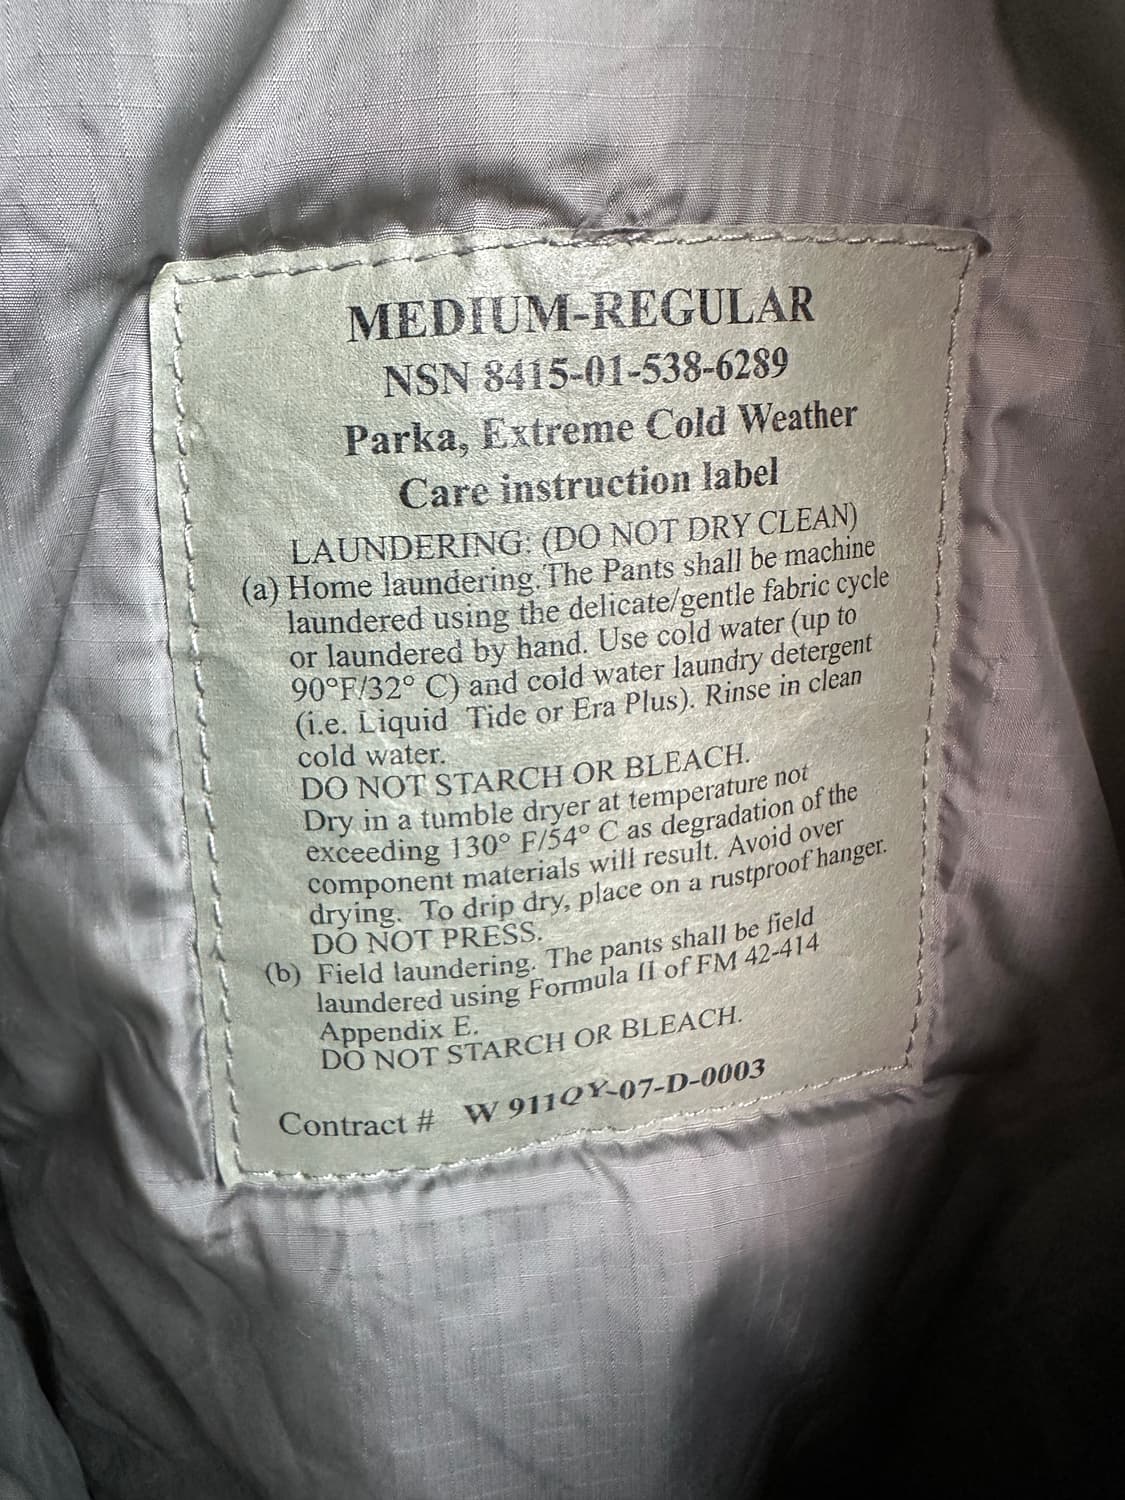 MEDIUM-REGULAR
NSN 8415-01-538-6289
Parka, Extreme Cold Weather
Care instruction label
LAUNDERING: (DO NOT DRY CLEAN)
(a) Home laundering. The Pants shall be machine
laundered using the delicate/gentle fabric cycle
or laundered by hand. Use cold water (up to
90°F/32° C) and cold water laundry detergent
(i.e. Liquid Tide or Era Plus). Rinse in clean
cold water.
DO NOT STARCH OR BLEACH.
Dry in a tumble dryer at temperature not
exceeding 130° F/54° C as degradation of the
component materials will result. Avoid over
drying. To drip dry, place on a rustproof hanger.
DO NOT PRESS.
(b) Field laundering. The pants shall be field
laundered using Formula II of FM 42-414
Appendix E.
DO NOT STARCH OR BLEACH.
Contract # W 911QY-07-D-0003